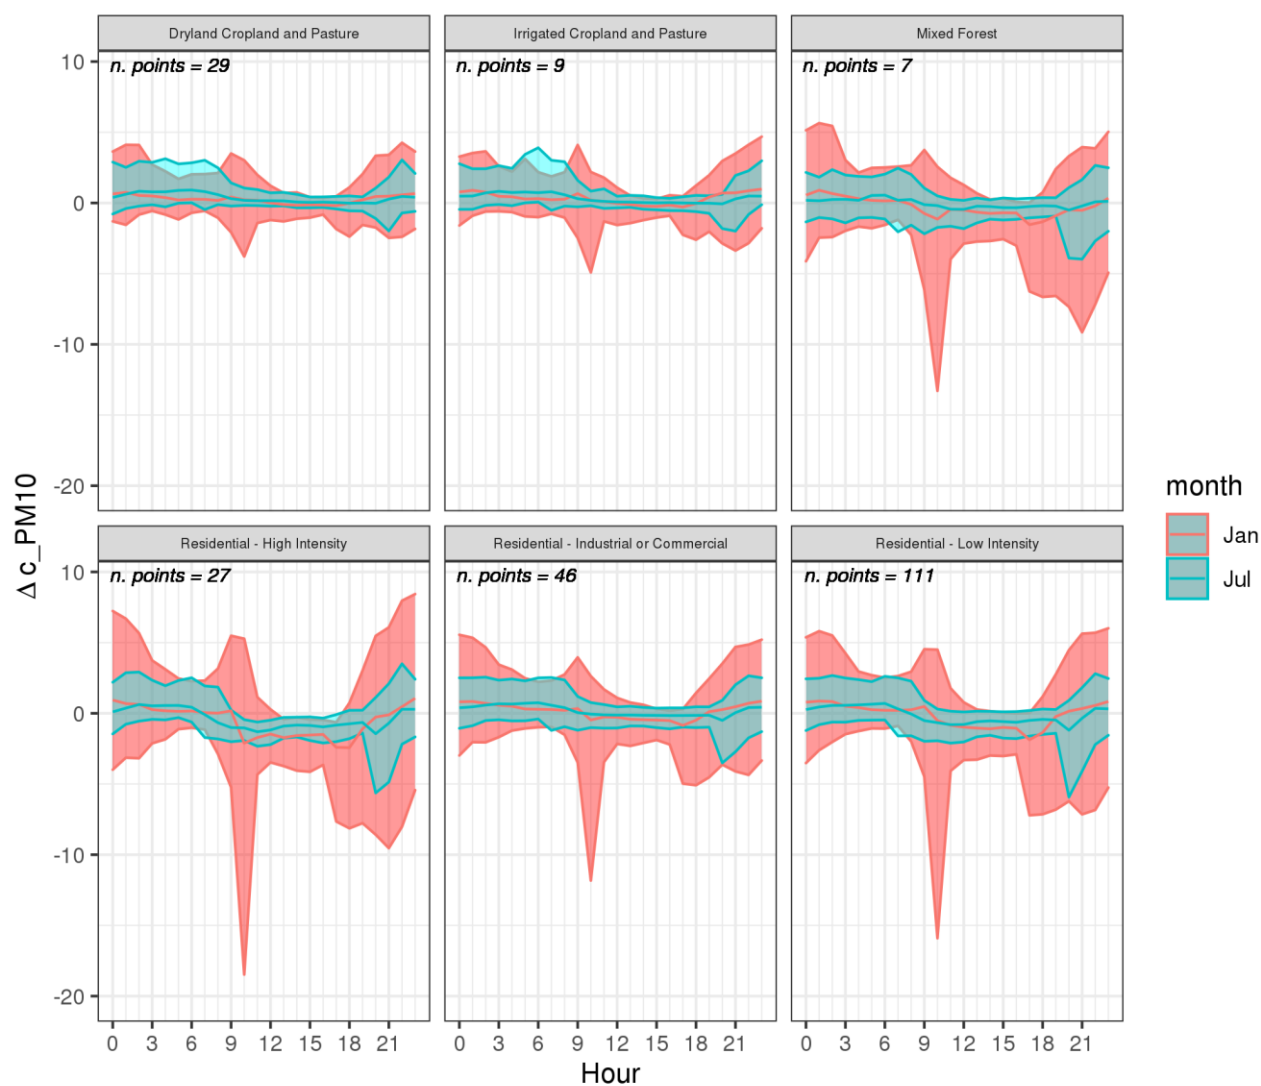 Dryland Cropland and Pasture
Irrigated Cropland and Pasture
Mixed Forest
n. points = 29
n. points = 9
n. points = 7
10
0
-10
-20
Δ c_PM10
Residential - High Intensity
Residential - Industrial or Commercial
Residential - Low Intensity
n. points = 27
n. points = 46
n. points = 111
10
0
-10
-20
0 3 6 9 12 15 18 21
0 3 6 9 12 15 18 21
0 3 6 9 12 15 18 21
Hour
month
Jan
Jul